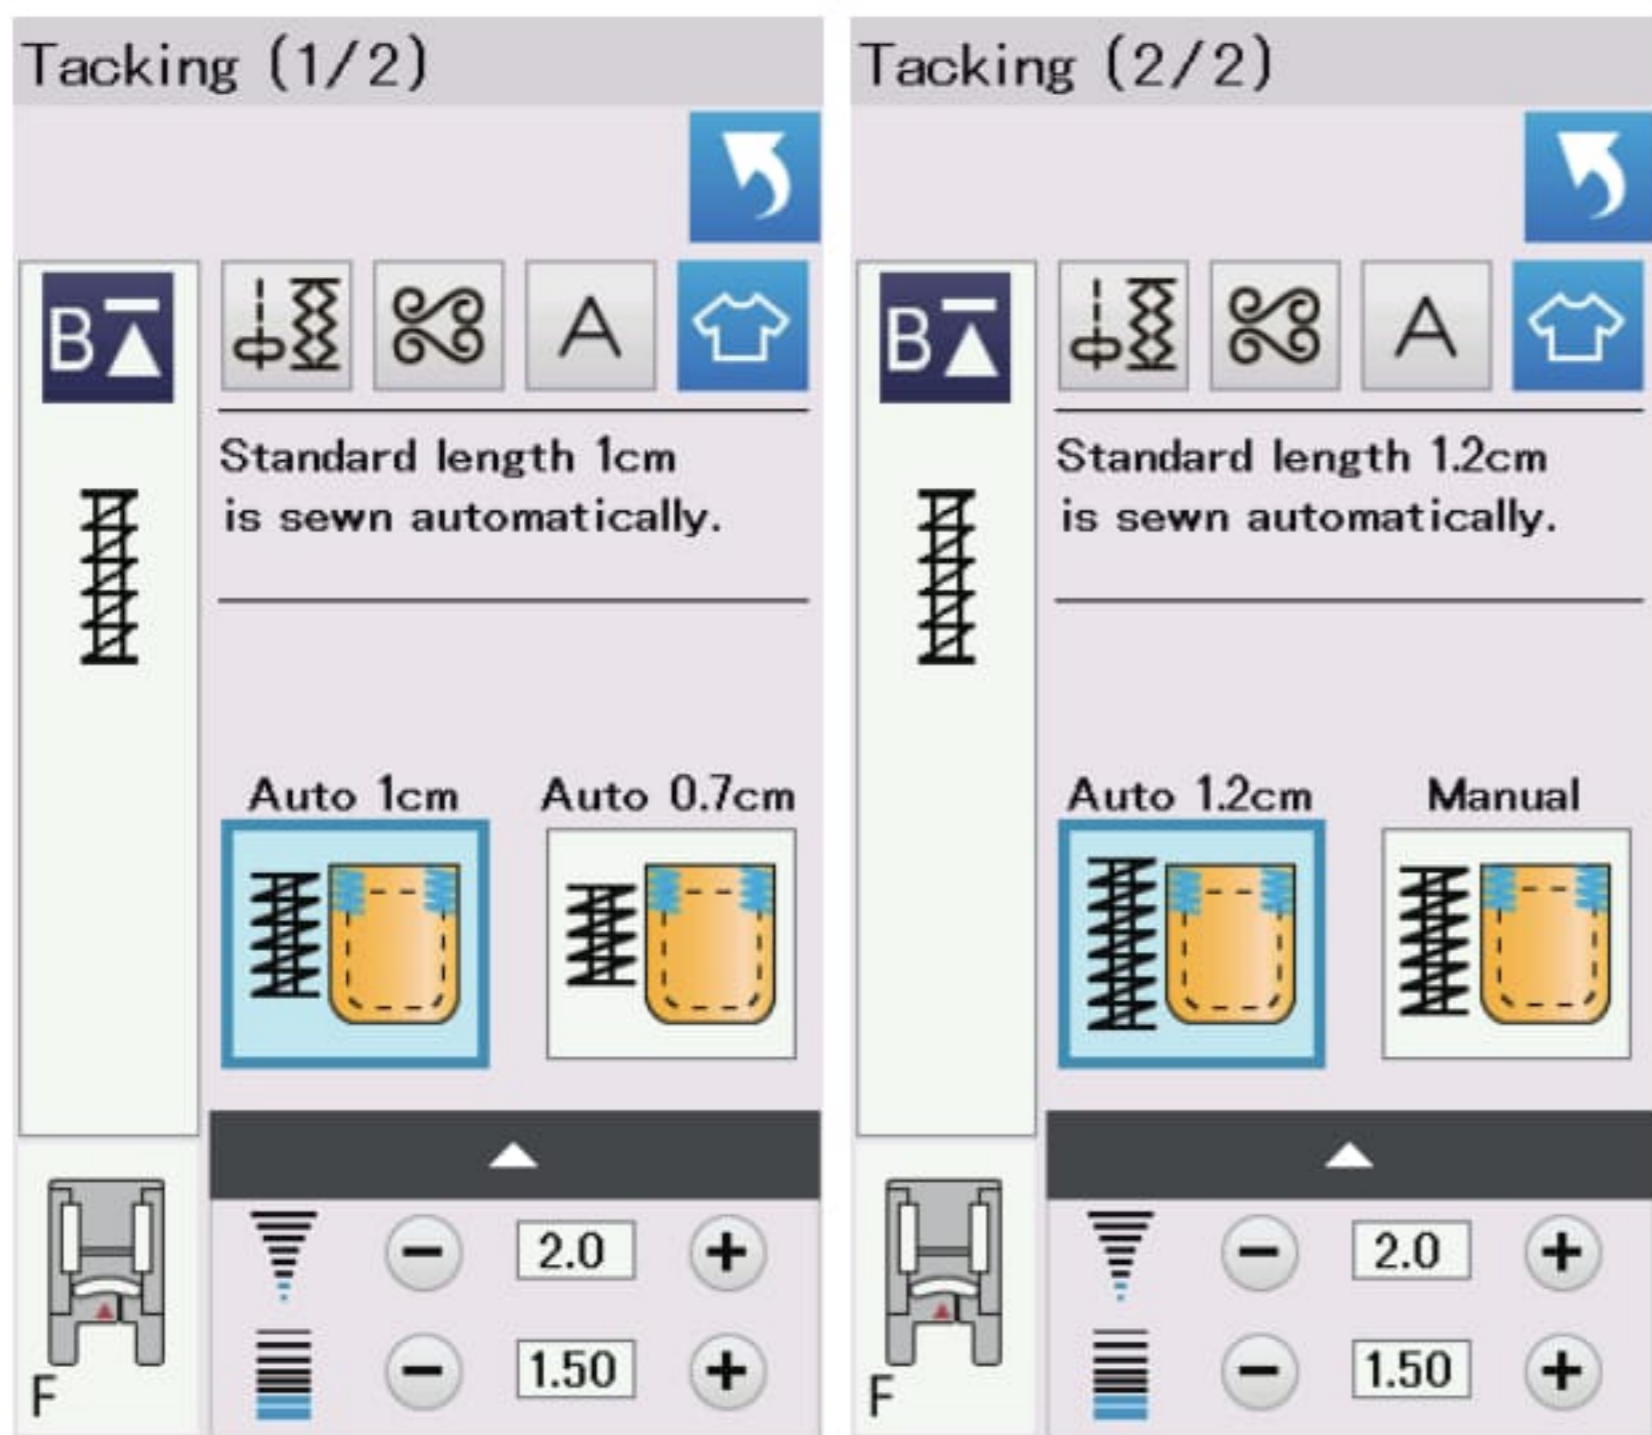 Tacking (1/2)
B
A
Standard length 1cm
is sewn automatically.
Auto 1cm
Auto 0.7cm
2.0
1.50
F
Tacking (2/2)
B
A
Standard length 1.2cm
is sewn automatically.
Auto 1.2cm
Manual
2.0
1.50
F